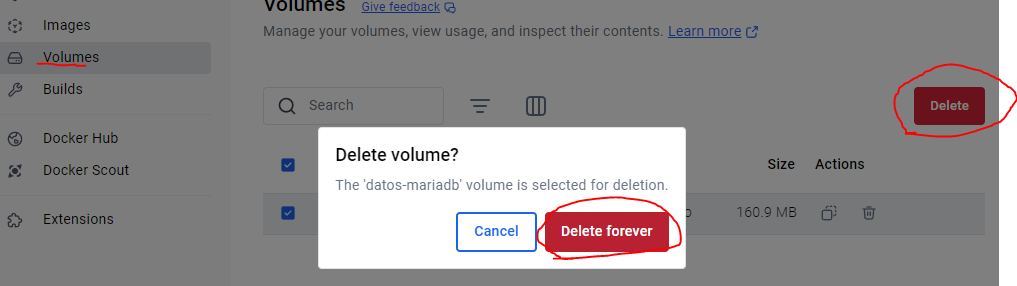 Volumes Give feedback
Images
Manage your volumes, view usage, and inspect their contents. Learn more
Volumes
Builds
Search
Delete
Docker Hub
Delete volume?
Size Actions
Docker Scout
The 'datos-mariadb' volume is selected for deletion.
160.9 MB
Extensions
Cancel Delete forever